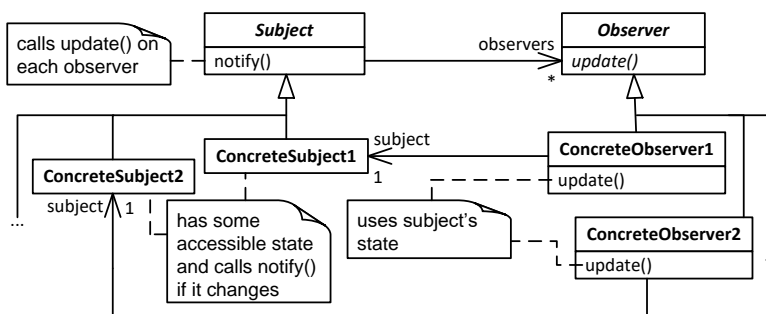 calls update() on
each observer
Subject
notify()
observers
*
Observer
update()
...
ConcreteSubject2
subject
1
ConcreteSubject1
subject
1
ConcreteObserver1
update()
has some
accessible state
and calls notify()
if it changes
uses subject's
state
ConcreteObserver2
update()